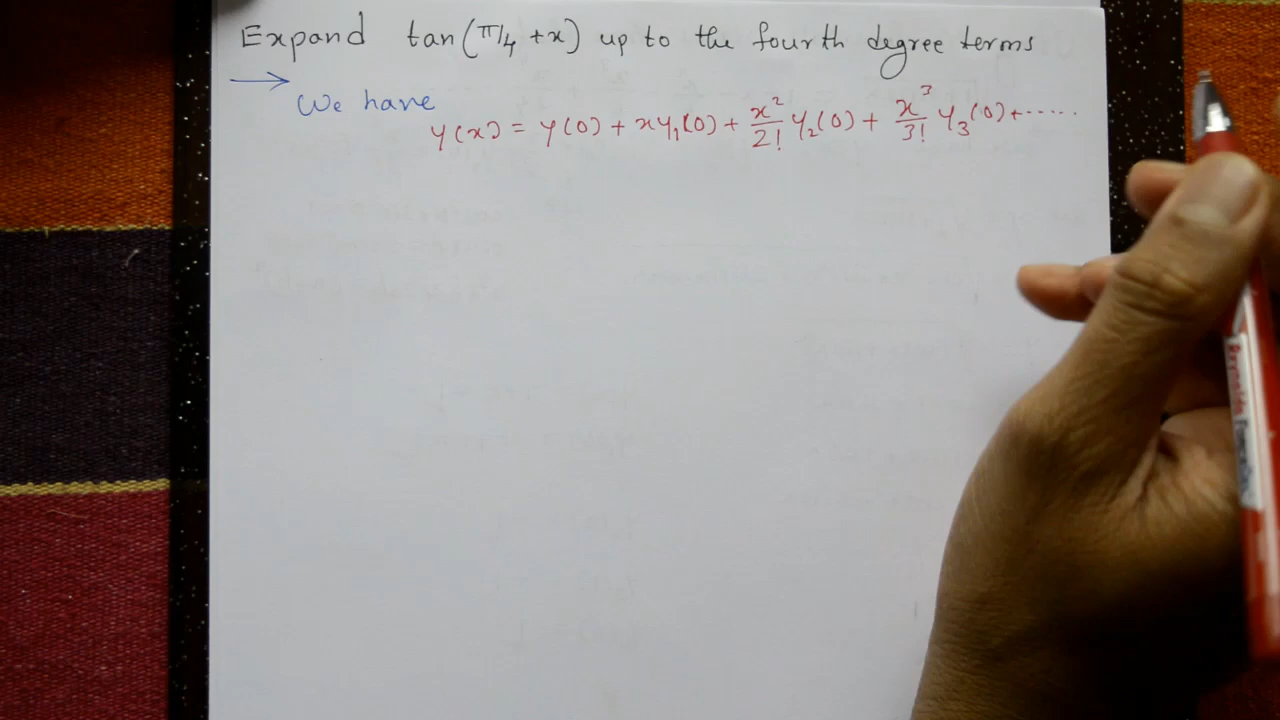 Expand tan(π/4 + x) up to the fourth degree terms
→ We have
y(x) = y(0) + xy₁(0) + x²/2! y₂(0) + x³/3! y₃(0) + ......
Reynolds